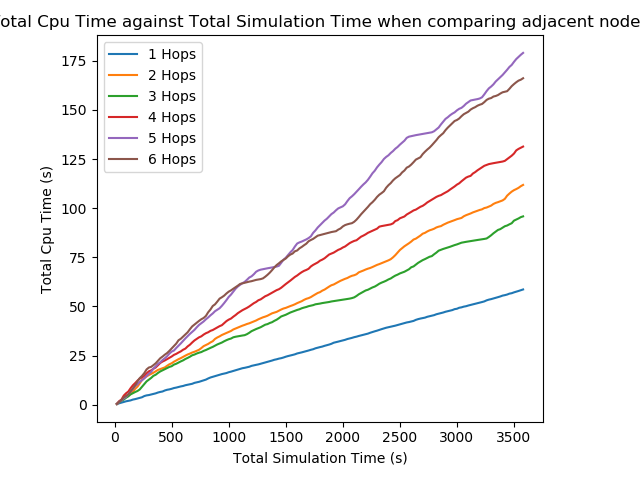 otal Cpu Time against Total Simulation Time when comparing adjacent node
1 Hops
2 Hops
3 Hops
4 Hops
5 Hops
6 Hops
175
150
125
100
75
50
25
0
Total Cpu Time (s)
0 500 1000 1500 2000 2500 3000 3500
Total Simulation Time (s)